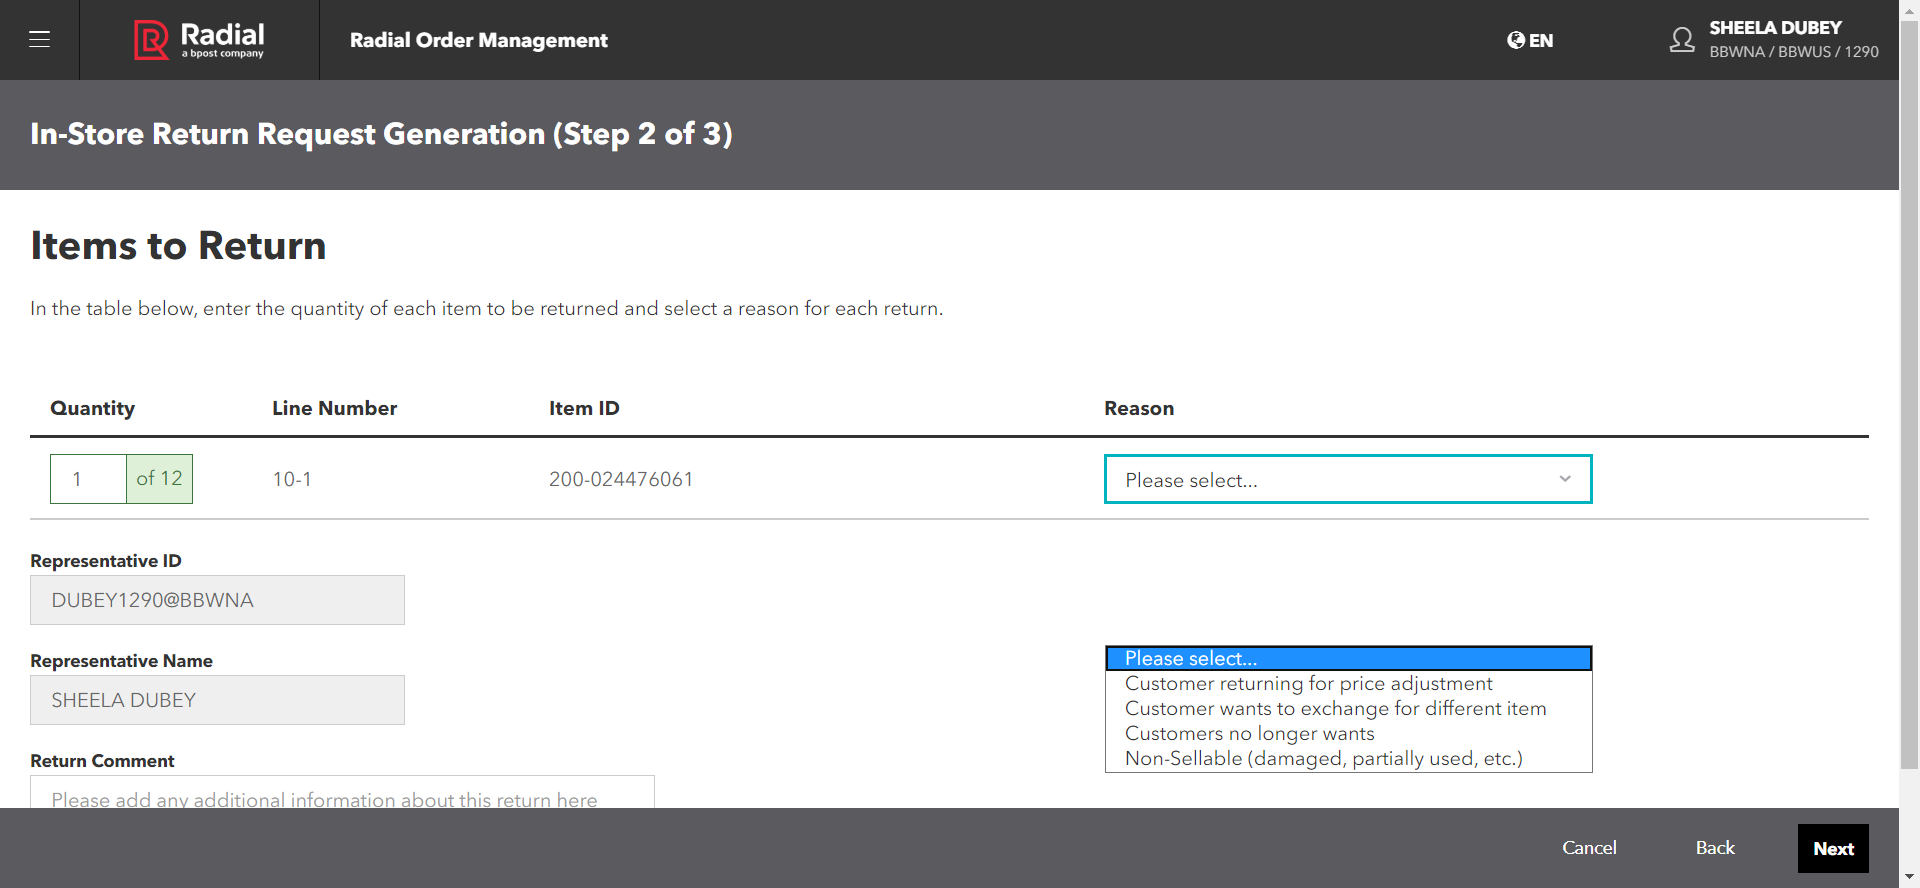 Radial
a bpost company
Radial Order Management
EN
SHEELA DUBEY
BBWNA / BBWUS / 1290
In-Store Return Request Generation (Step 2 of 3)
Items to Return
In the table below, enter the quantity of each item to be returned and select a reason for each return.
Quantity Line Number Item ID Reason
1 of 12 10-1 200-024476061 Please select...
Representative ID
DUBEY1290@BBWNA
Representative Name
SHEELA DUBEY
Please select...
Customer returning for price adjustment
Customer wants to exchange for different item
Customers no longer wants
Non-Sellable (damaged, partially used, etc.)
Return Comment
Please add any additional information about this return here
Cancel Back Next